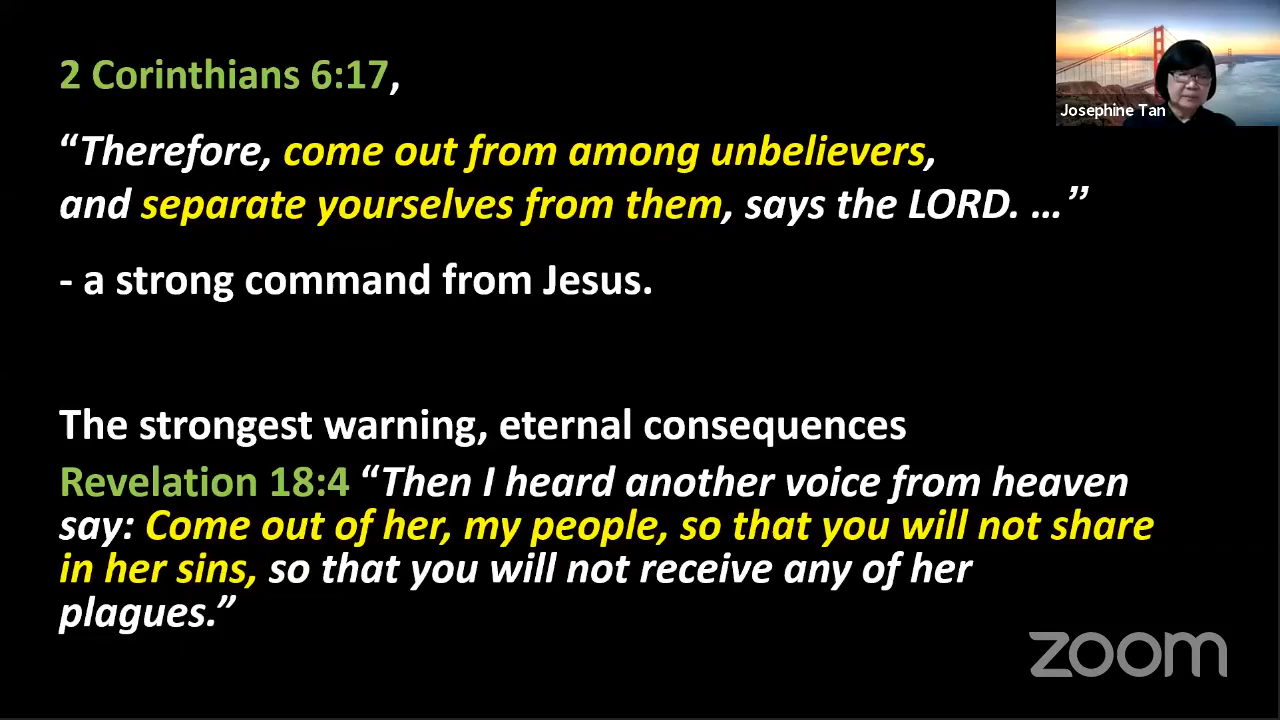 2 Corinthians 6:17,
“Therefore, come out from among unbelievers,
and separate yourselves from them, says the LORD. …”
- a strong command from Jesus.
The strongest warning, eternal consequences
Revelation 18:4 “Then I heard another voice from heaven
say: Come out of her, my people, so that you will not share
in her sins, so that you will not receive any of her
plagues.”
Josephine Tan
zoom